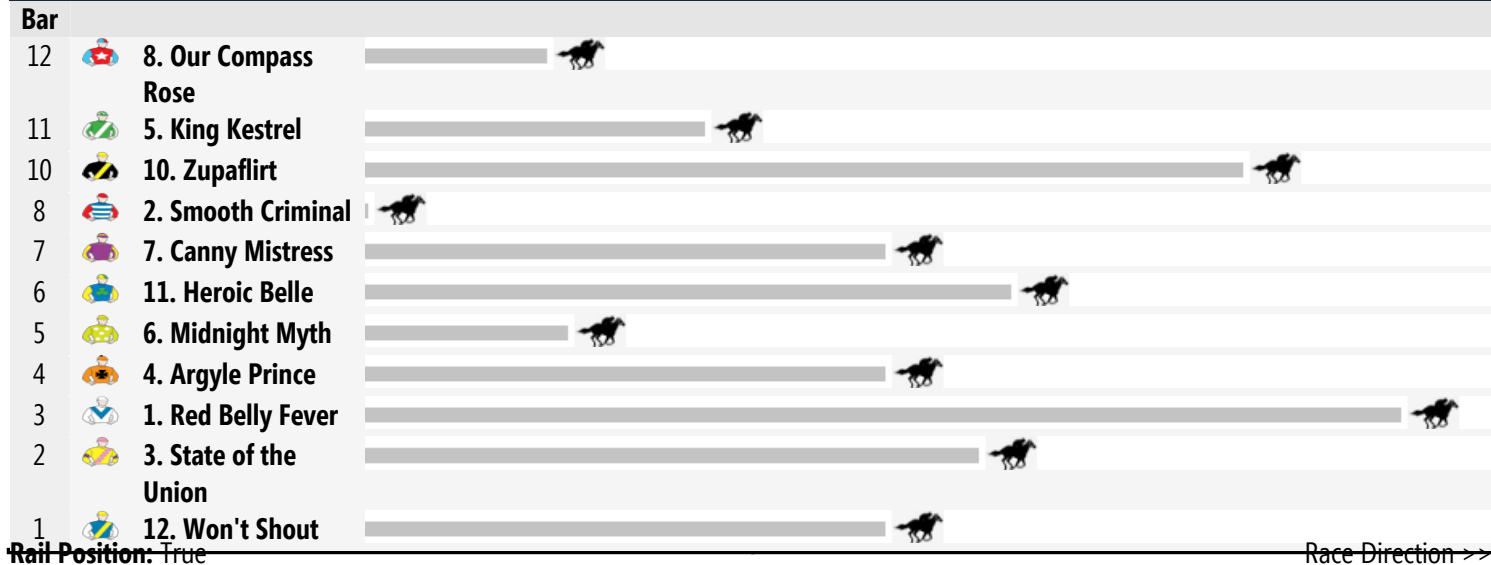 Bar
12 8. Our Compass
Rose
11 5. King Kestrel
10 10. Zupaflirt
8 2. Smooth Criminal
7 7. Canny Mistress
6 11. Heroic Belle
5 6. Midnight Myth
4 4. Argyle Prince
3 1. Red Belly Fever
2 3. State of the
Union
1 12. Won't Shout
Rail Position: True Race Direction >>